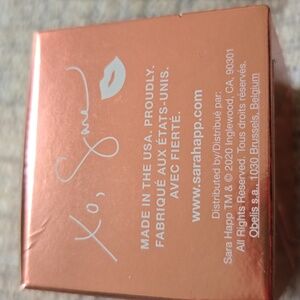 xo, Sara
MADE IN THE USA. PROUDLY.
FABRIQUÉ AUX ÉTATS-UNIS.
AVEC FIERTÉ.
www.sarahapp.com
Distributed by/Distribué par:
Sara Happ TM & © 2020 Inglewood, CA, 90301
All Rights Reserved. Tous droits réservés.
Obelis s.a., 1030 Brussels, Belgium